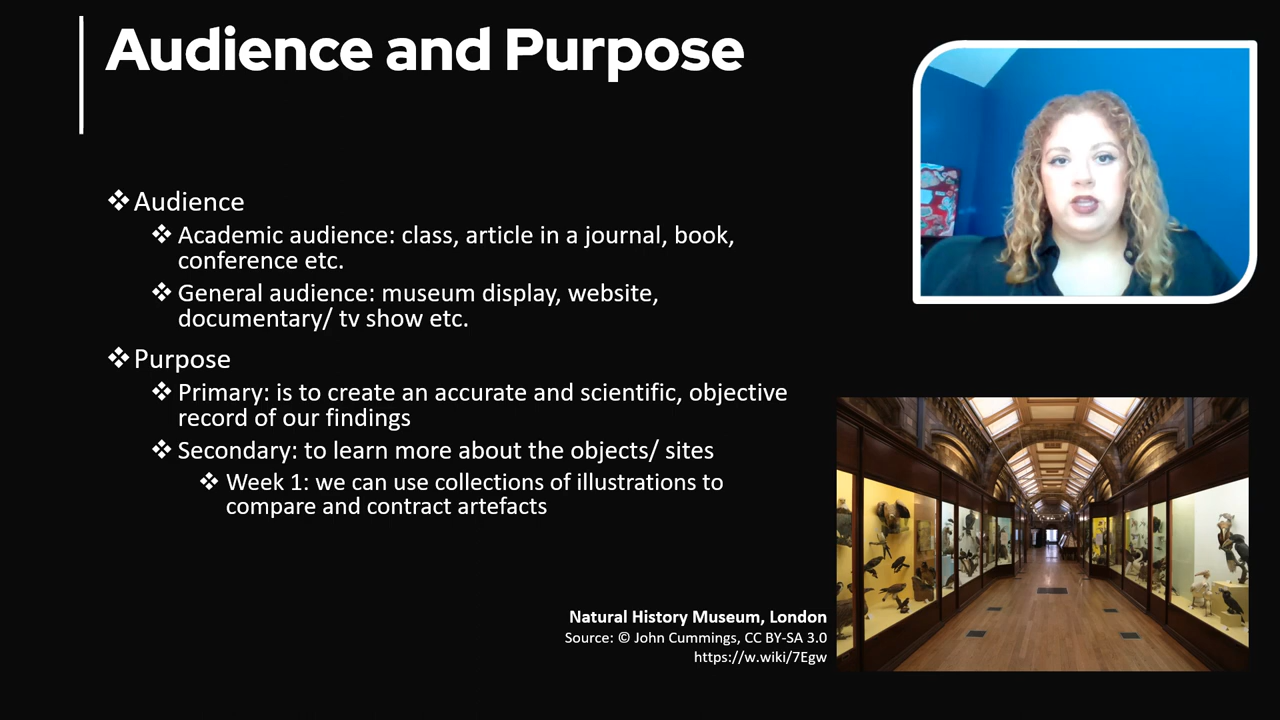 Audience and Purpose
❖Audience
❖Academic audience: class, article in a journal, book,
conference etc.
❖General audience: museum display, website,
documentary/ tv show etc.
❖Purpose
❖Primary: is to create an accurate and scientific, objective
record of our findings
❖Secondary: to learn more about the objects/ sites
❖Week 1: we can use collections of illustrations to
compare and contract artefacts
Natural History Museum, London
Source: © John Cummings, CC BY-SA 3.0
https://w.wiki/7Egw